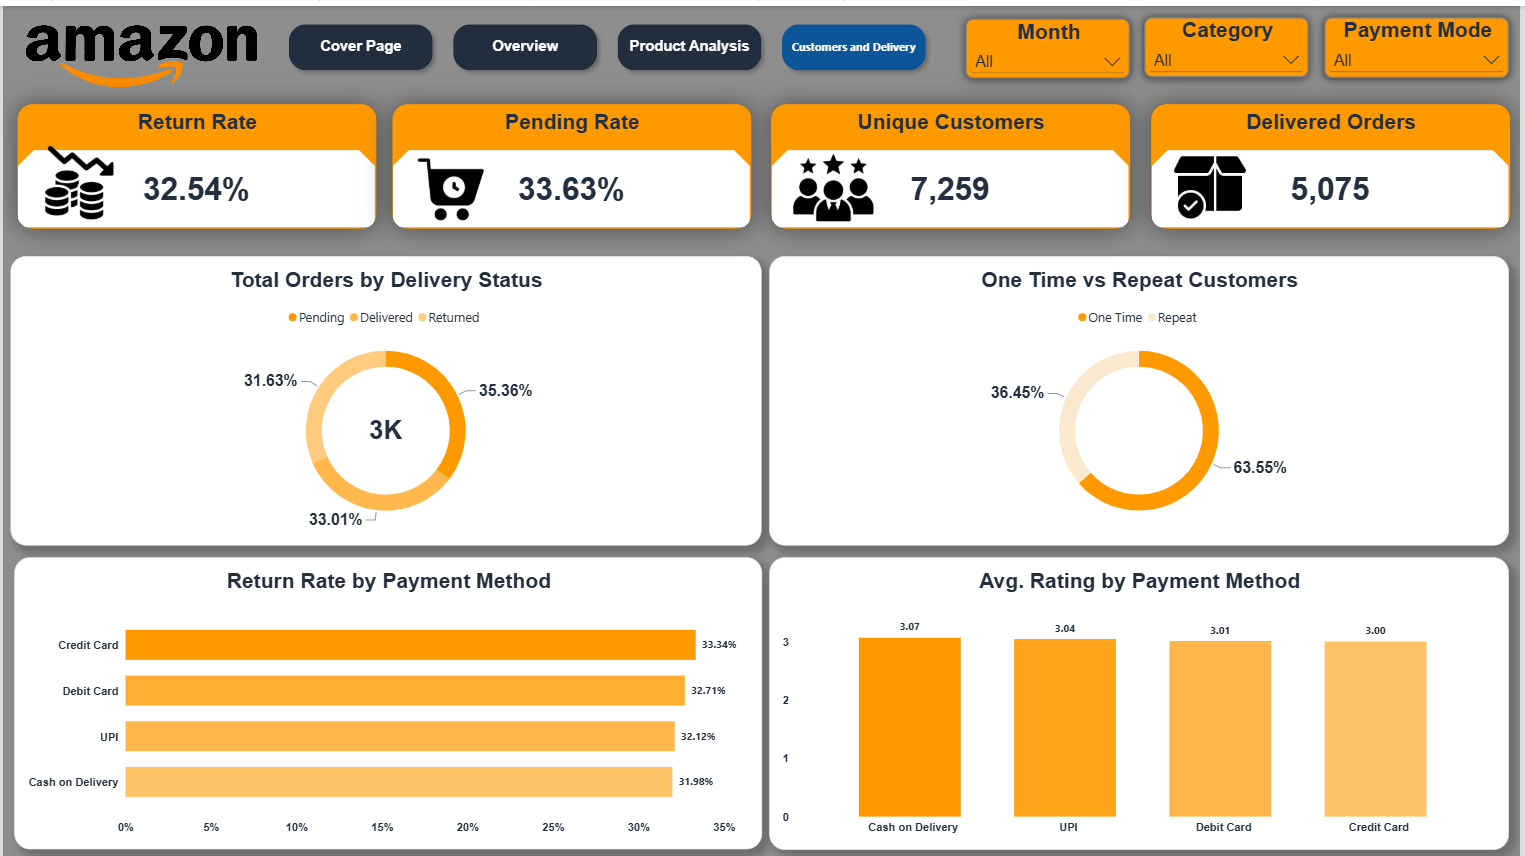 amazon
Cover Page
Overview
Product Analysis
Customers and Delivery
Month
All
Category
All
Payment Mode
All
Return Rate
32.54%
Pending Rate
33.63%
Unique Customers
7,259
Delivered Orders
5,075
Total Orders by Delivery Status
Pending Delivered Returned
31.63%
35.36%
3K
33.01%
One Time vs Repeat Customers
One Time Repeat
36.45%
63.55%
Return Rate by Payment Method
Credit Card 33.34%
Debit Card 32.71%
UPI 32.12%
Cash on Delivery 31.98%
0% 5% 10% 15% 20% 25% 30% 35%
Avg. Rating by Payment Method
3.07 3.04 3.01 3.00
3
2
1
0
Cash on Delivery UPI Debit Card Credit Card